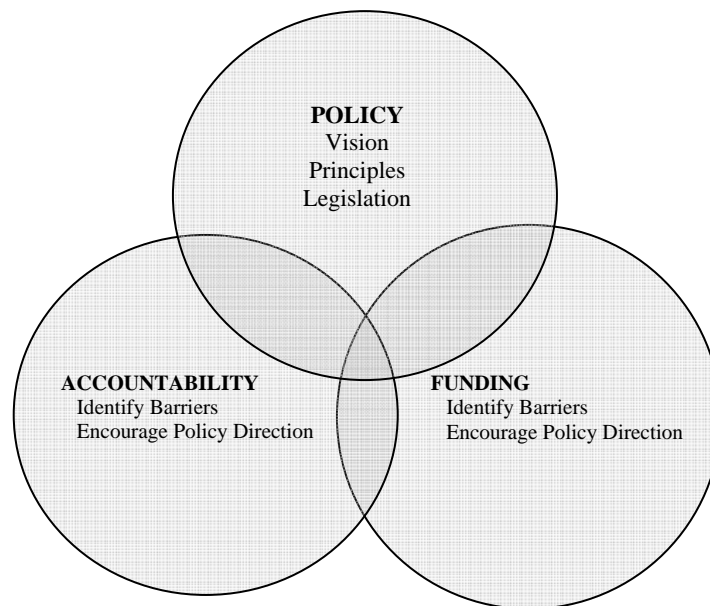 POLICY
Vision
Principles
Legislation
ACCOUNTABILITY
Identify Barriers
Encourage Policy Direction
FUNDING
Identify Barriers
Encourage Policy Direction